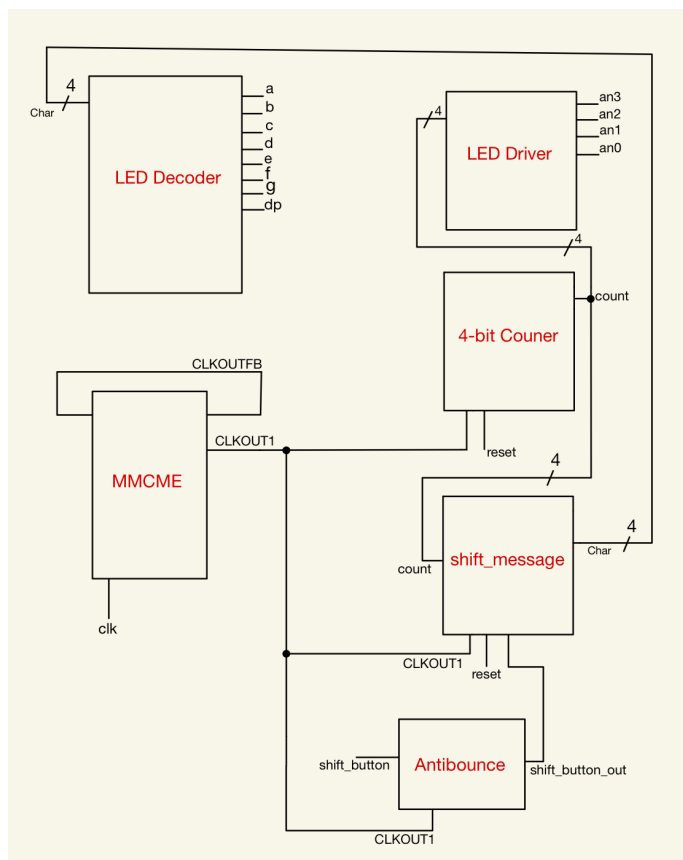 4
Char
LED Decoder
a
b
c
d
e
f
g
dp
4
LED Driver
an3
an2
an1
an0
4
count
4-bit Couner
reset
CLKOUTFB
CLKOUT1
MMCME
clk
4
count
shift_message
4
Char
CLKOUT1
reset
shift_button
Antibounce
shift_button_out
CLKOUT1